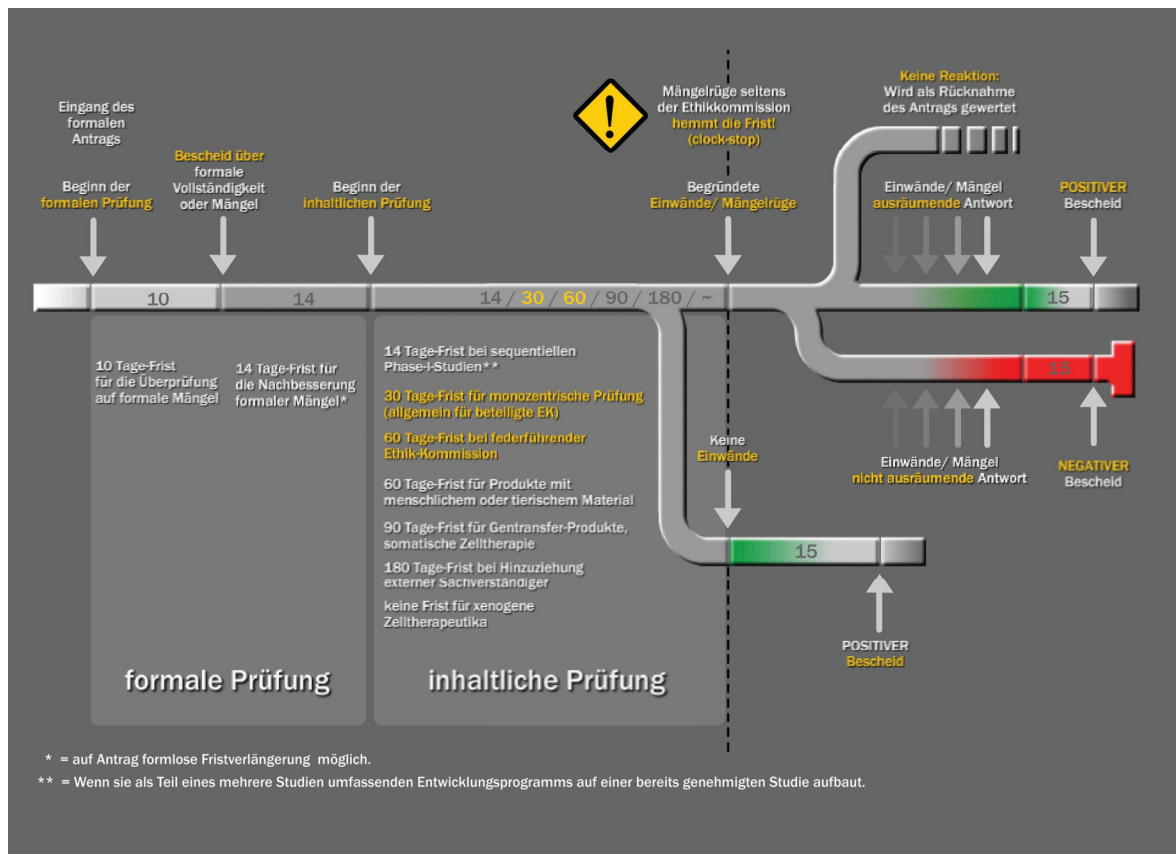 Eingang des
formalen
Antrags
Beginn der
formalen Prüfung
Bescheid über
formale
Vollständigkeit
oder Mängel
Beginn der
inhaltlichen Prüfung
!
Mängelrüge seitens
der Ethikkommission
hemmt die Frist!
(clock-stop)
Begründete
Einwände/ Mängelrüge
Keine Reaktion:
Wird als Rücknahme
des Antrags gewertet
Einwände/ Mängel
ausräumende Antwort
POSITIVER
Bescheid
10
14
14 / 30 / 60 / 90 / 180 / ~
15
10 Tage-Frist
für die Überprüfung
auf formale Mängel
14 Tage-Frist für
die Nachbesserung
formaler Mängel*
14 Tage-Frist bei sequentiellen
Phase-I-Studien**
30 Tage-Frist für monozentrische Prüfung
(allgemein für beteiligte EK)
60 Tage-Frist bei federführender
Ethik-Kommission
60 Tage-Frist für Produkte mit
menschlichem oder tierischem Material
90 Tage-Frist für Gentransfer-Produkte,
somatische Zelltherapie
180 Tage-Frist bei Hinzuziehung
externer Sachverständiger
keine Frist für xenogene
Zelltherapeutika
15
Einwände/ Mängel
nicht ausräumende Antwort
NEGATIVER
Bescheid
Keine
Einwände
15
POSITIVER
Bescheid
formale Prüfung
inhaltliche Prüfung
* = auf Antrag formlose Fristverlängerung möglich.
** = Wenn sie als Teil eines mehrere Studien umfassenden Entwicklungsprogramms auf einer bereits genehmigten Studie aufbaut.